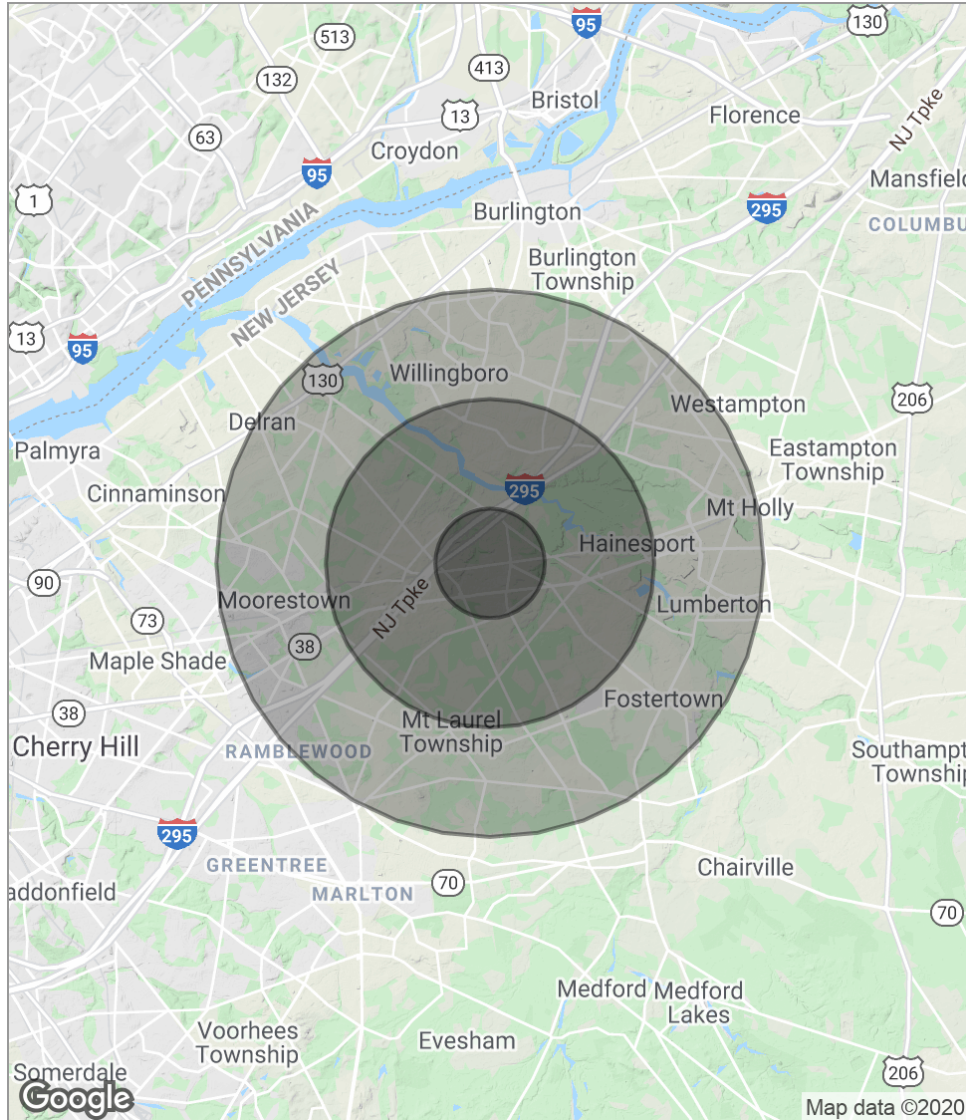 95
130
513
132
413
13
Bristol
Florence
NJ Tpke
63
Croydon
95
1
Mansfield
295
Burlington
COLUMBU
PENNSYLVANIA
Burlington
Township
NEW JERSEY
13
95
130
Willingboro
206
Westampton
Delran
Palmyra
Eastampton
Township
Cinnaminson
295
Mt Holly
Hainesport
90
NJ Tpke
Moorestown
Lumberton
73
38
Maple Shade
Fostertown
38
Mt Laurel
Township
Cherry Hill
RAMBLEWOOD
Southampt
Township
295
GREENTREE
Chairville
MARLTON
70
addonfield
70
Medford
Medford
Lakes
Voorhees
Township
Evesham
Somerdale
206
Google
Map data ©2020